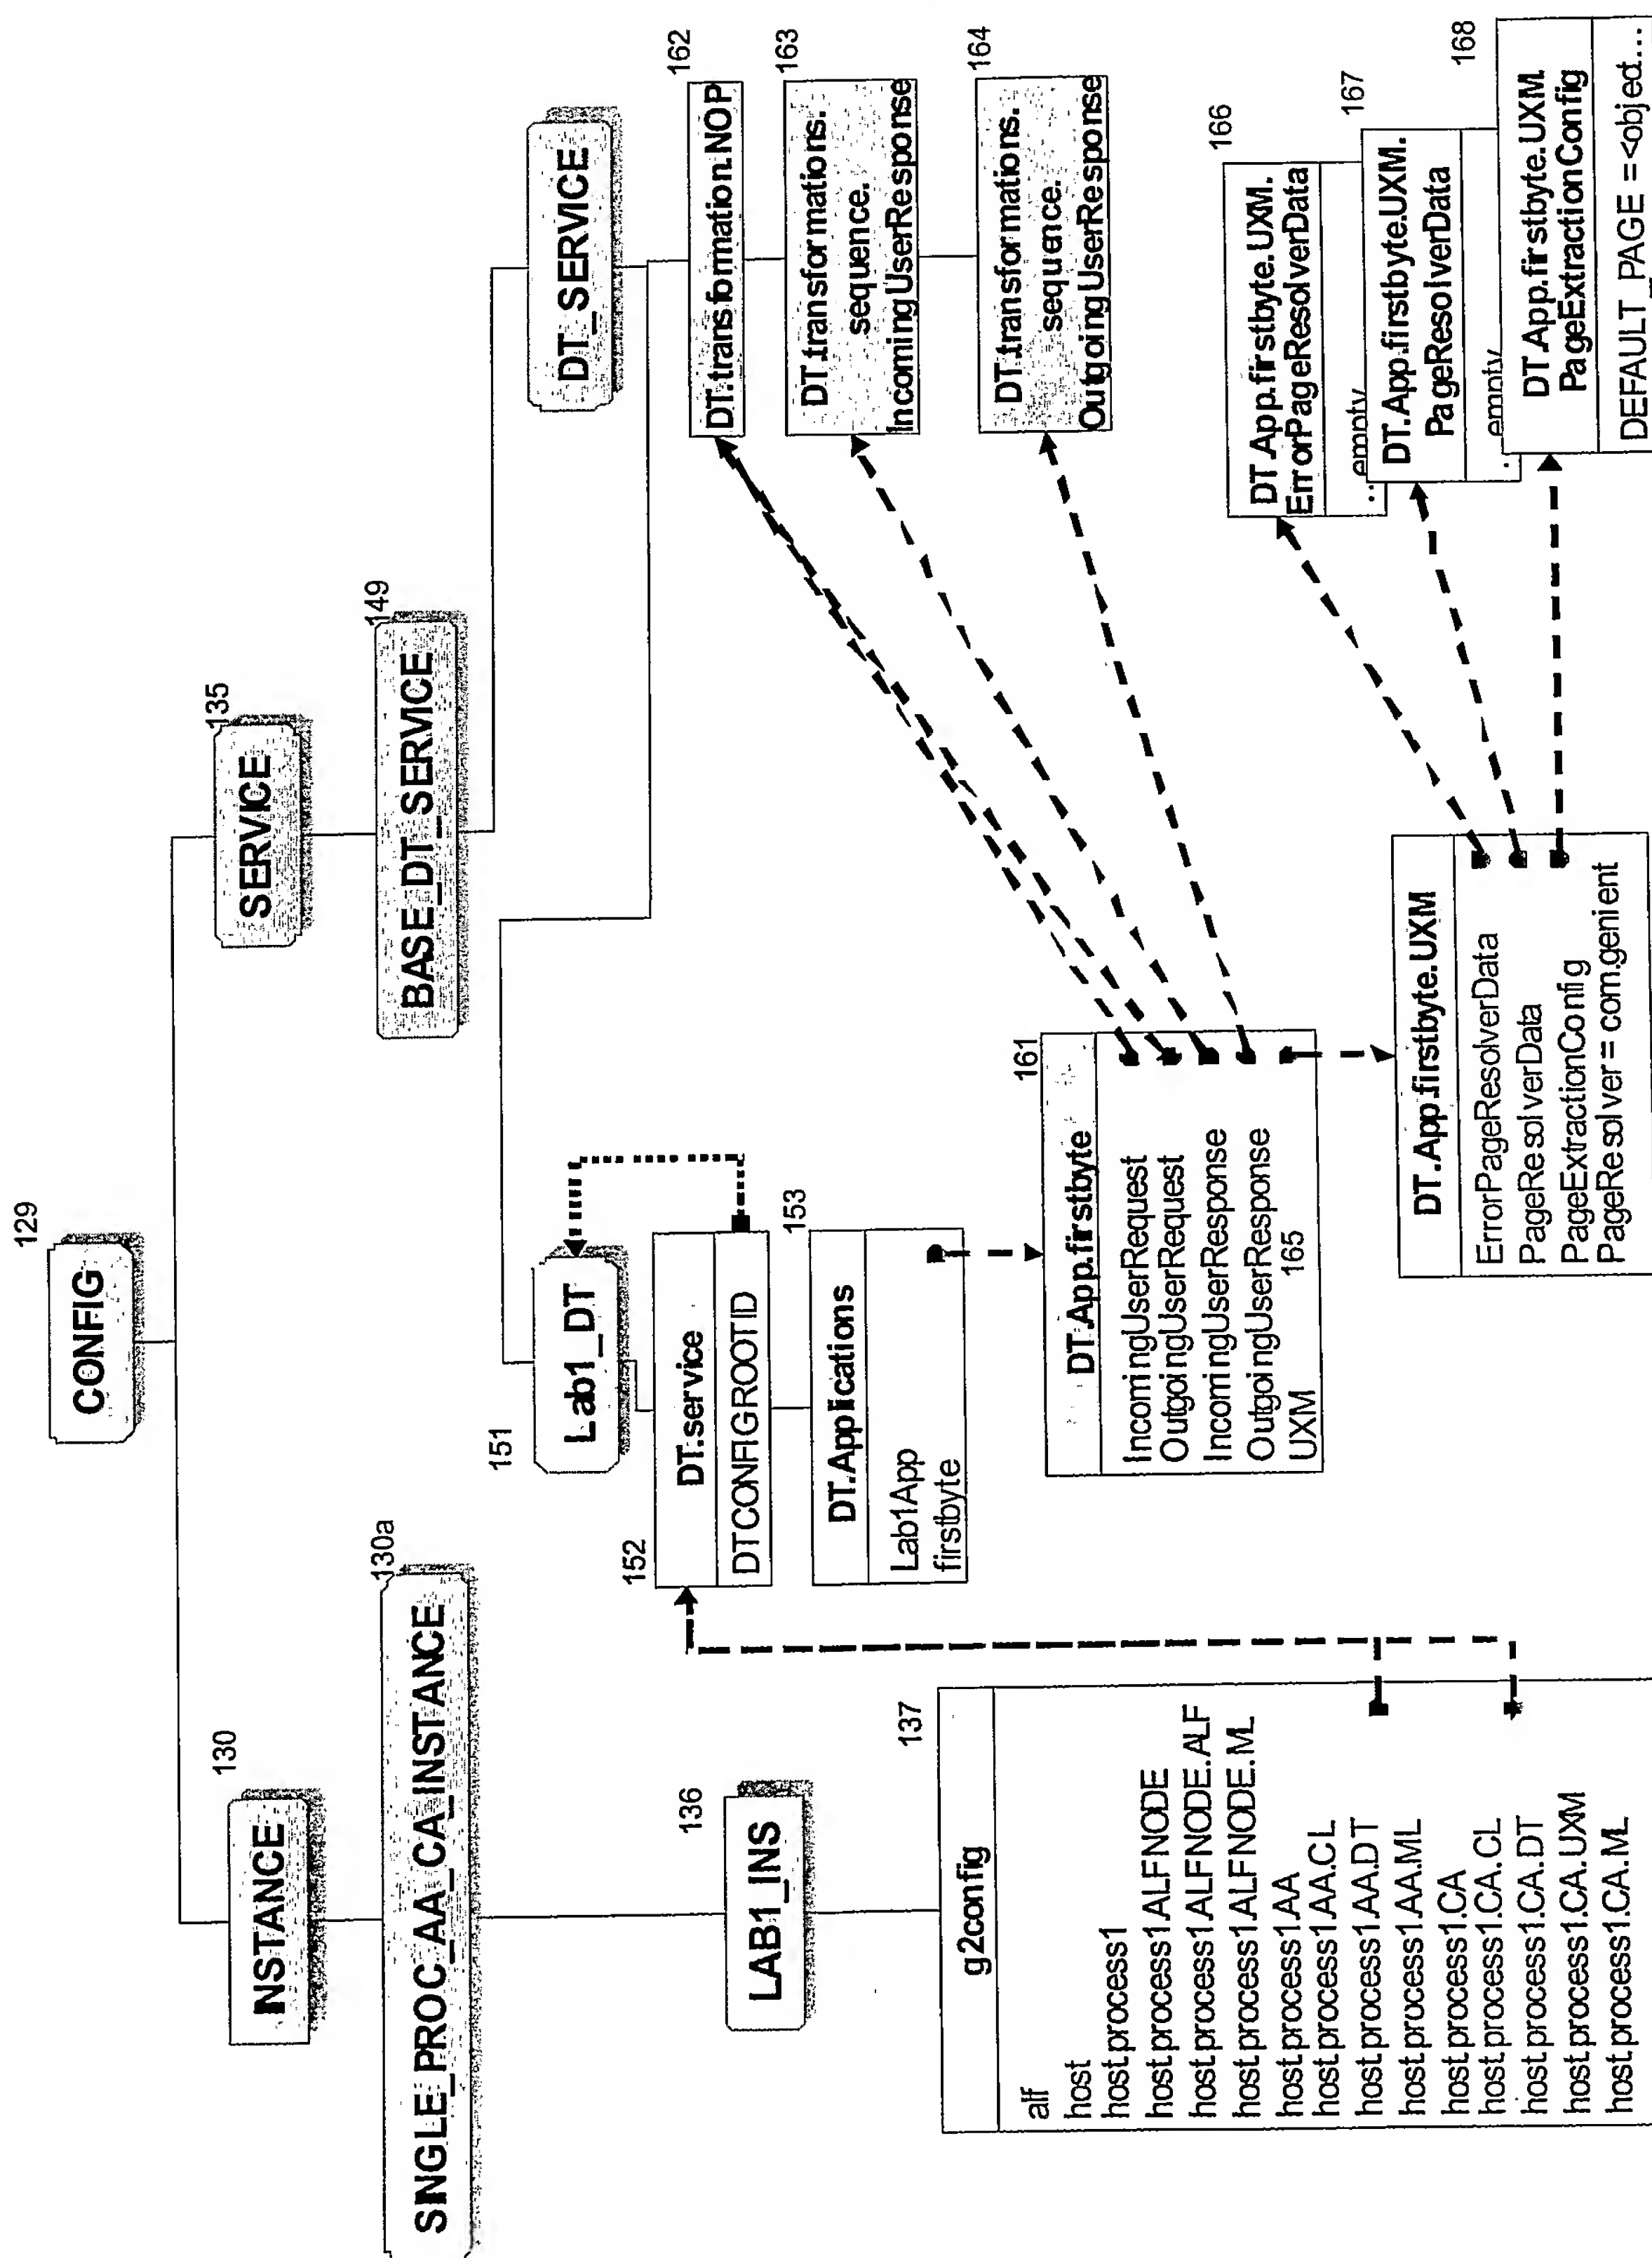 CONFIG
129
INSTANCE
130
SINGLE_PROC_AA_CA_INSTANCE
130a
LAB1_INS
136
g2config
137
alf
host
host.process1
host.process1.ALFNODE
host.process1.ALFNODE.ALF
host.process1.ALFNODE.ML
host.process1.AA
host.process1.AA.CL
host.process1.AA.DT
host.process1.AA.ML
host.process1.CA
host.process1.CA.CL
host.process1.CA.DT
host.process1.CA.UXM
host.process1.CA.ML
SERVICE
135
BASE_DT_SERVICE
149
151
Lab1_DT
152
DT.service
DTCONFIGROOTID
153
DT.Applications
Lab1App
firstbyte
161
DT.App.firstbyte
IncomingUserRequest
OutgoingUserRequest
IncomingUserResponse
OutgoingUserResponse
UXM
165
DT.App.firstbyte.UXM
ErrorPageResolverData
PageResolverData
PageExtractionConfig
PageResolver = com.genient
DT_SERVICE
162
DT.transformation.NOP
163
DT.transformations.
sequence.
IncomingUserResponse
164
DT.transformations.
sequence.
OutgoingUserResponse
166
DT.App.firstbyte.UXM.
ErrorPageResolverData
...empty
167
DT.App.firstbyte.UXM.
PageResolverData
...empty
168
DT.App.firstbyte.UXM.
PageExtractionConfig
DEFAULT_PAGE =<object...